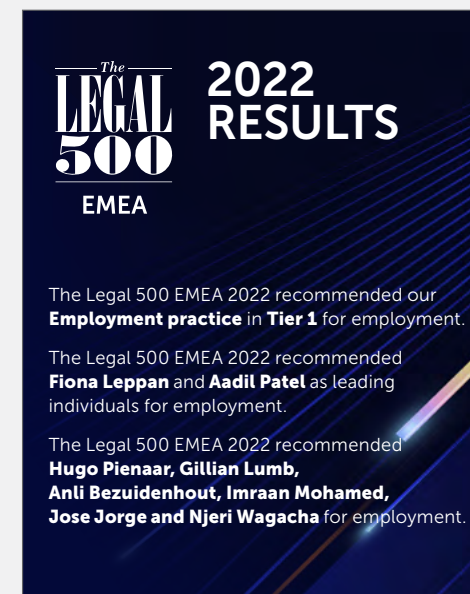 The
LEGAL
500
EMEA
2022
RESULTS
The Legal 500 EMEA 2022 recommended our
Employment practice in Tier 1 for employment.
The Legal 500 EMEA 2022 recommended
Fiona Leppan and Aadil Patel as leading
individuals for employment.
The Legal 500 EMEA 2022 recommended
Hugo Pienaar, Gillian Lumb,
Anli Bezuidenhout, Imraan Mohamed,
Jose Jorge and Njeri Wagacha for employment.